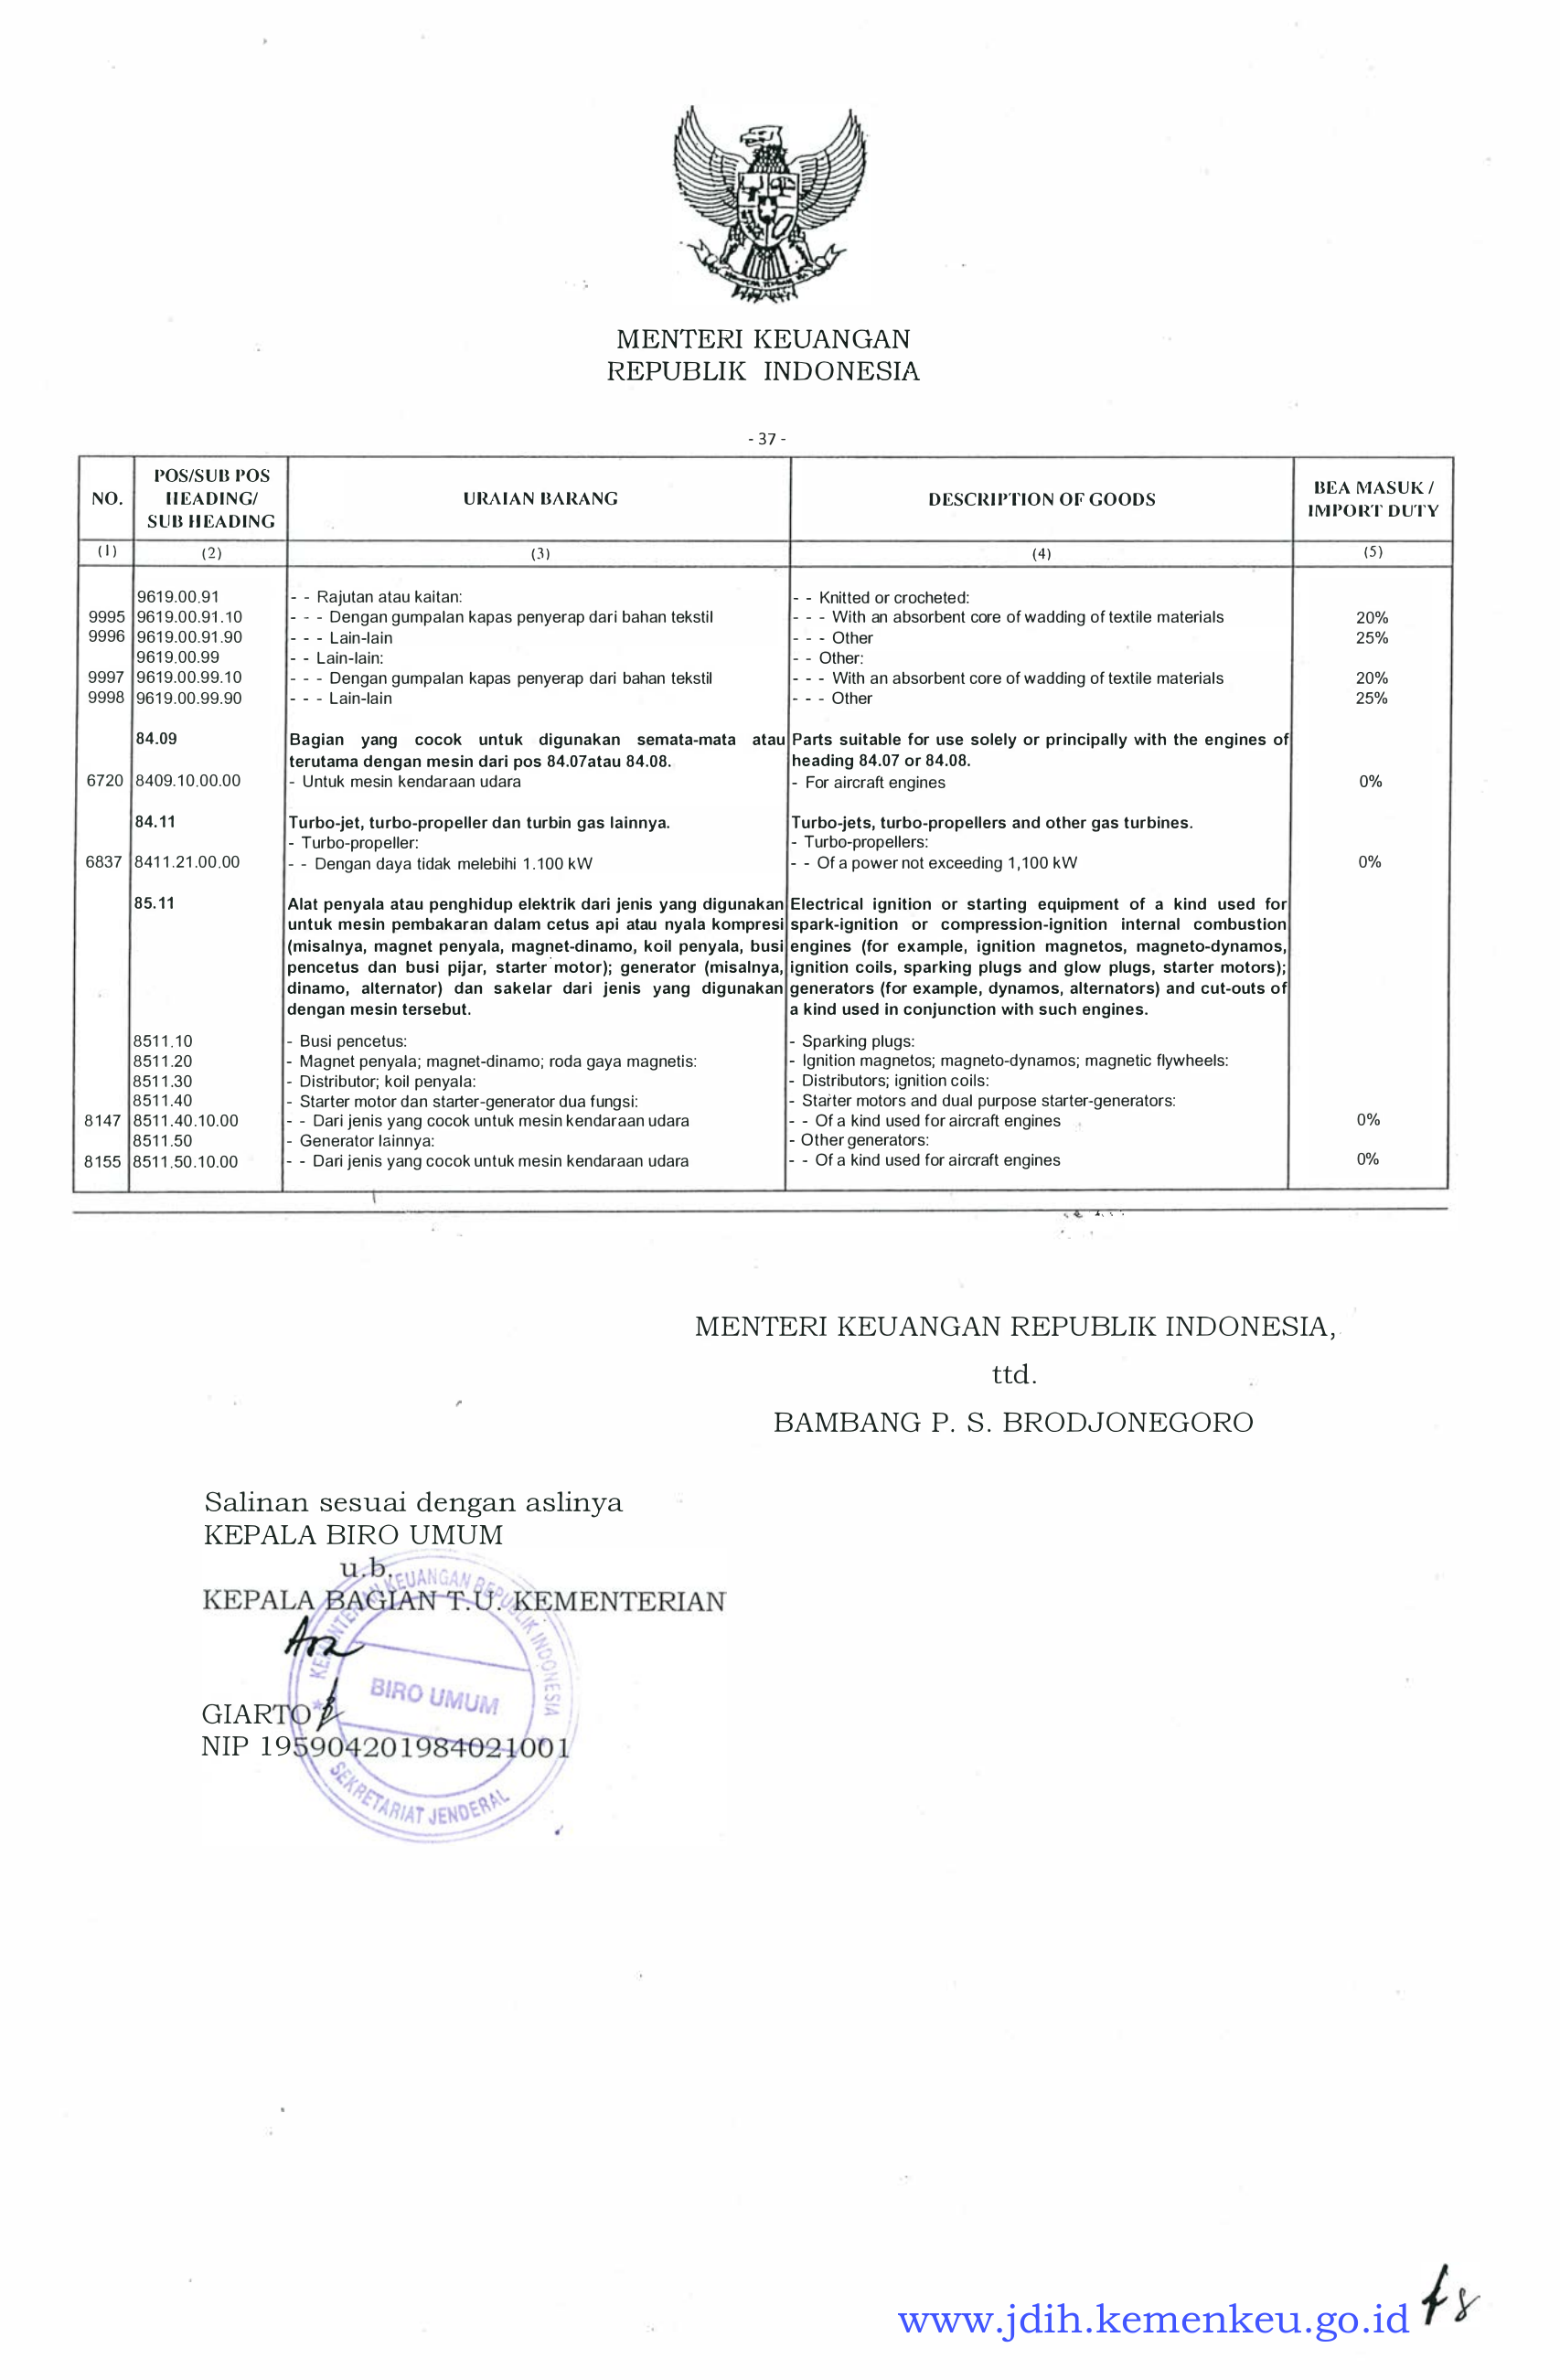 MENTERI KEUANGAN
REPUBLIK INDONESIA
- 37 -
NO. POS/SUB POS HEADING/ SUB HEADING URAIAN BARANG DESCRIPTION OF GOODS BEA MASUK / IMPORT DUTY
(1) (2) (3) (4) (5)
9619.00.91 - - Rajutan atau kaitan: - - Knitted or crocheted:
9995 9619.00.91.10 - - - Dengan gumpalan kapas penyerap dari bahan tekstil - - - With an absorbent core of wadding of textile materials 20%
9996 9619.00.91.90 - - - Lain-lain - - - Other 25%
9619.00.99 - - Lain-lain: - - Other:
9997 9619.00.99.10 - - - Dengan gumpalan kapas penyerap dari bahan tekstil - - - With an absorbent core of wadding of textile materials 20%
9998 9619.00.99.90 - - - Lain-lain - - - Other 25%
84.09 Bagian yang cocok untuk digunakan semata-mata atau Parts suitable for use solely or principally with the engines of
terutama dengan mesin dari pos 84.07atau 84.08. heading 84.07 or 84.08.
6720 8409.10.00.00 - Untuk mesin kendaraan udara - For aircraft engines 0%
84.11 Turbo-jet, turbo-propeller dan turbin gas lainnya. Turbo-jets, turbo-propellers and other gas turbines.
- Turbo-propeller: - Turbo-propellers:
6837 8411.21.00.00 - - Dengan daya tidak melebihi 1.100 kW - - Of a power not exceeding 1,100 kW 0%
85.11 Alat penyala atau penghidup elektrik dari jenis yang digunakan Electrical ignition or starting equipment of a kind used for
untuk mesin pembakaran dalam cetus api atau nyala kompresi spark-ignition or compression-ignition internal combustion
(misalnya, magnet penyala, magnet-dinamo, koil penyala, busi engines (for example, ignition magnetos, magneto-dynamos,
pencetus dan busi pijar, starter motor); generator (misalnya, ignition coils, sparking plugs and glow plugs, starter motors);
dinamo, alternator) dan sakelar dari jenis yang digunakan generators (for example, dynamos, alternators) and cut-outs of
dengan mesin tersebut. a kind used in conjunction with such engines.
8511.10 - Busi pencetus: - Sparking plugs:
8511.20 - Magnet penyala; magnet-dinamo; roda gaya magnetis: - Ignition magnetos; magneto-dynamos; magnetic flywheels:
8511.30 - Distributor; koil penyala: - Distributors; ignition coils:
8511.40 - Starter motor dan starter-generator dua fungsi: - Starter motors and dual purpose starter-generators:
8147 8511.40.10.00 - - Dari jenis yang cocok untuk mesin kendaraan udara - - Of a kind used for aircraft engines 0%
8511.50 - Generator lainnya: - Other generators:
8155 8511.50.10.00 - - Dari jenis yang cocok untuk mesin kendaraan udara - - Of a kind used for aircraft engines 0%
MENTERI KEUANGAN REPUBLIK INDONESIA,
ttd.
BAMBANG P. S. BRODJONEGORO
Salinan sesuai dengan aslinya
KEPALA BIRO UMUM
u.b.
KEPALA BAGIAN T.U. KEMENTERIAN
KEMENTERIAN KEUANGAN REPUBLIK INDONESIA
BIRO UMUM
SEKRETARIAT JENDERAL
GIARTO
NIP 195904201984021001
www.jdih.kemenkeu.go.id